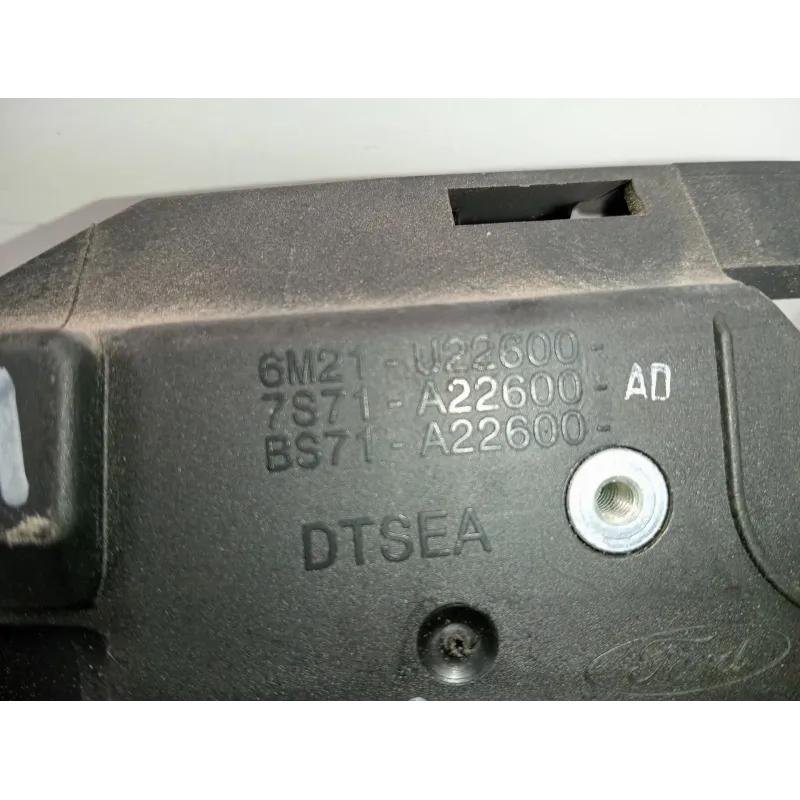 6M21 - U22600 -
7S71 - A22600 - AD
BS71 - A22600 -
DTSEA
Ford